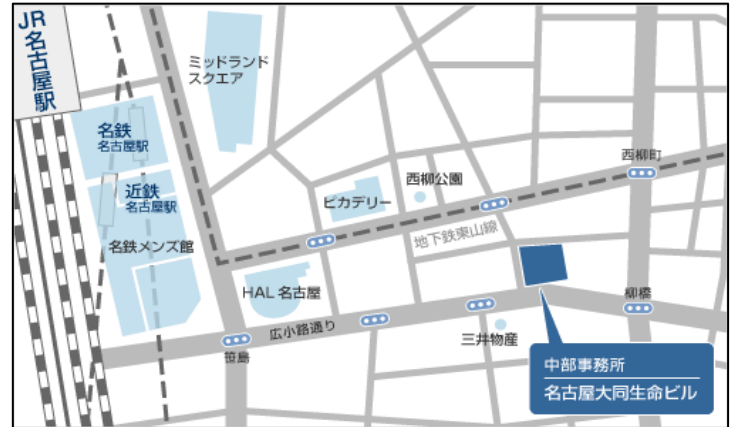 JR名古屋駅
ミッドランド
スクエア
名鉄
名古屋駅
近鉄
名古屋駅
名鉄メンズ館
ピカデリー
西柳公園
西柳町
地下鉄東山線
HAL 名古屋
広小路通り
笹島
三井物産
柳橋
中部事務所
名古屋大同生命ビル